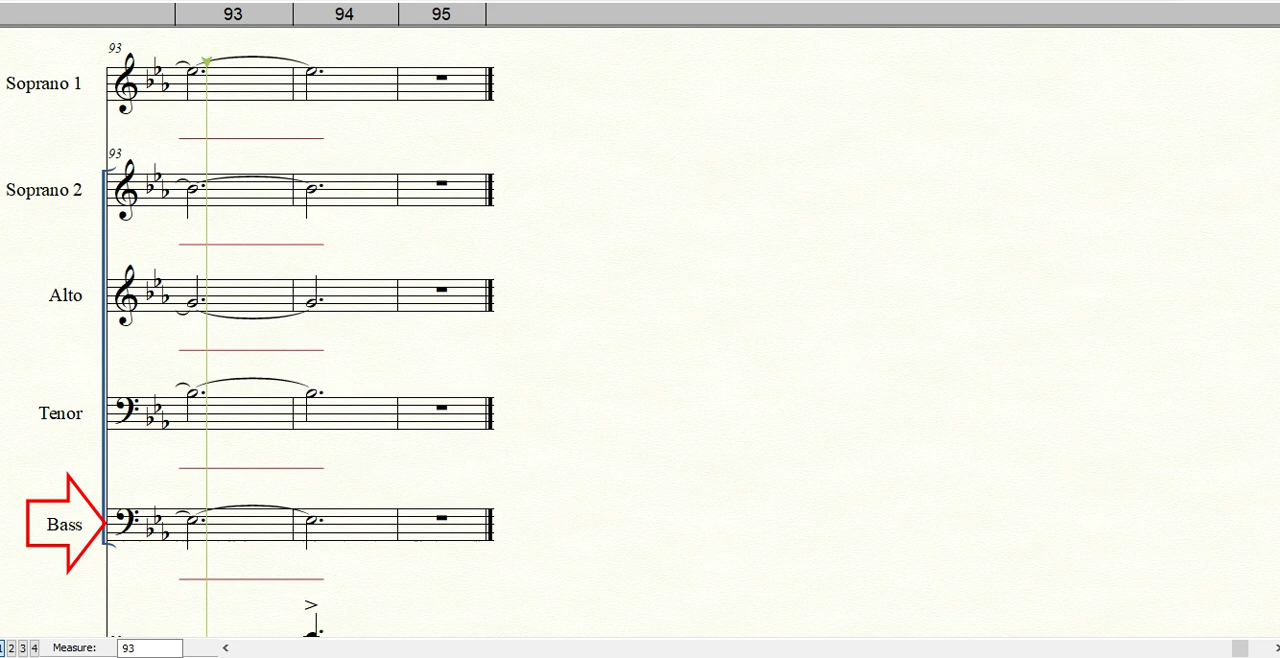 93 94 95
93
Soprano 1
93
Soprano 2
Alto
Tenor
Bass
1 2 3 4 Measure: 93